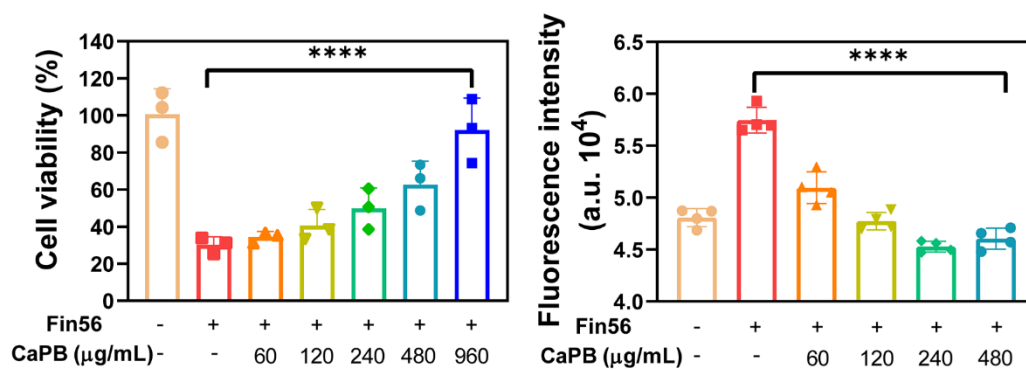 Cell viability (%)
140
120
100
80
60
40
20
0
****
Fin56 - + + + + + +
CaPB (μg/mL) - - 60 120 240 480 960
Fluorescence intensity
(a.u. 10⁴)
6.5
6.0
5.5
5.0
4.5
4.0
****
Fin56 - + + + + +
CaPB (μg/mL) - - 60 120 240 480